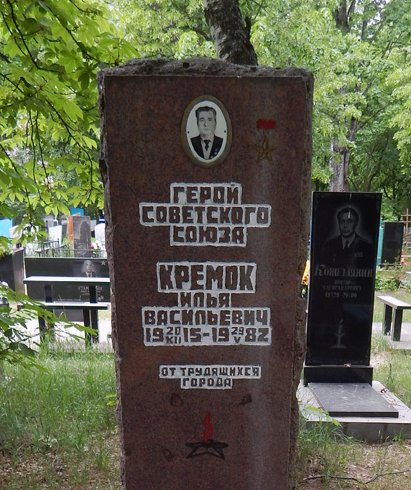 ГЕРОЙ
СОВЕТСКОГО
СОЮЗА
КРЕМОК
ИЛЬЯ
ВАСИЛЬЕВИЧ
19 20/XII 15-19 29/V 82
ОТ ТРУДЯЩИХСЯ
ГОРОДА